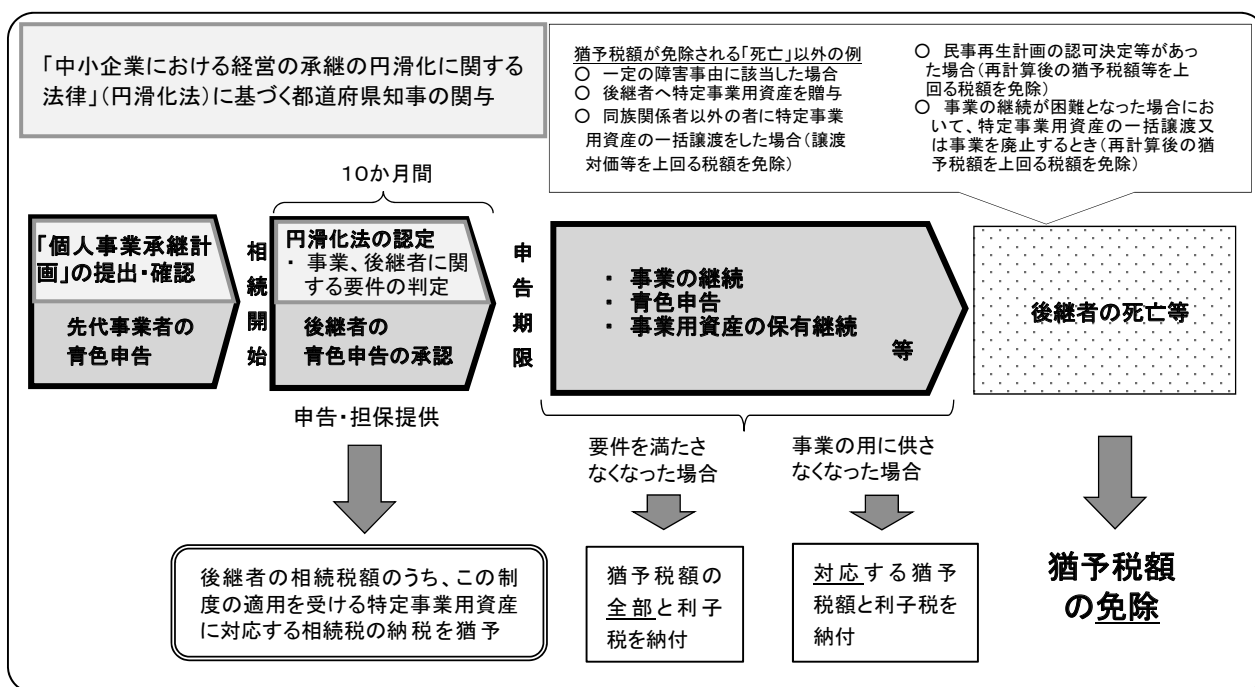 「中小企業における経営の承継の円滑化に関する
法律」(円滑化法)に基づく都道府県知事の関与
猶予税額が免除される「死亡」以外の例
○ 一定の障害事由に該当した場合
○ 後継者へ特定事業用資産を贈与
○ 同族関係者以外の者に特定事業
用資産の一括譲渡をした場合(譲渡
対価等を上回る税額を免除)
○ 民事再生計画の認可決定等があっ
た場合(再計算後の猶予税額等を上
回る税額を免除)
○ 事業の継続が困難となった場合にお
いて、特定事業用資産の一括譲渡又
は事業を廃止するとき(再計算後の猶
予税額を上回る税額を免除)
10か月間
「個人事業承継計
画」の提出・確認
先代事業者の
青色申告
相続開始
円滑化法の認定
・ 事業、後継者に関
する要件の判定
後継者の
青色申告の承認
申告期限
・ 事業の継続
・ 青色申告
・ 事業用資産の保有継続
等
後継者の死亡等
申告・担保提供
要件を満たさ
なくなった場合
事業の用に供さ
なくなった場合
後継者の相続税額のうち、この制
度の適用を受ける特定事業用資産
に対応する相続税の納税を猶予
猶予税額の
全部と利子
税を納付
対応する猶予
税額と利子税を
納付
猶予税額
の免除